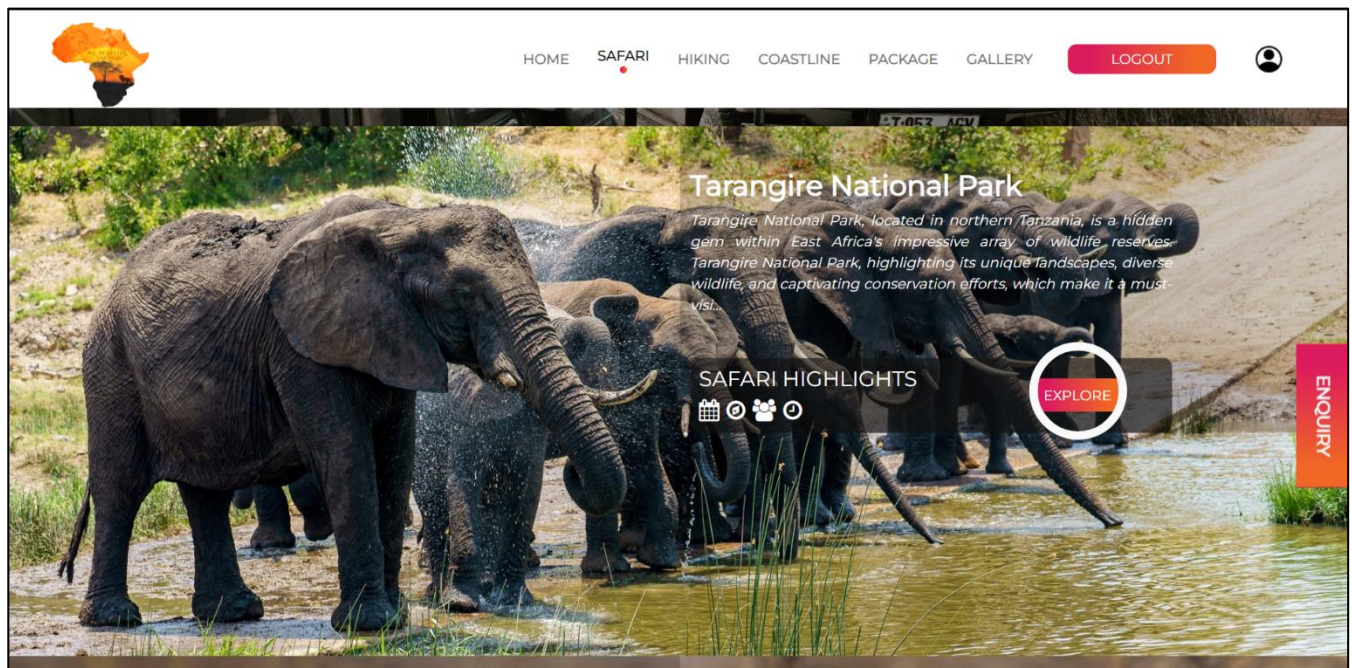 HOME SAFARI HIKING COASTLINE PACKAGE GALLERY LOGOUT
T:053 AGV
Tarangire National Park
Tarangire National Park, located in northern Tanzania, is a hidden
gem within East Africa's impressive array of wildlife reserves.
Tarangire National Park, highlighting its unique landscapes, diverse
wildlife, and captivating conservation efforts, which make it a must-
visi...
SAFARI HIGHLIGHTS
EXPLORE
ENQUIRY